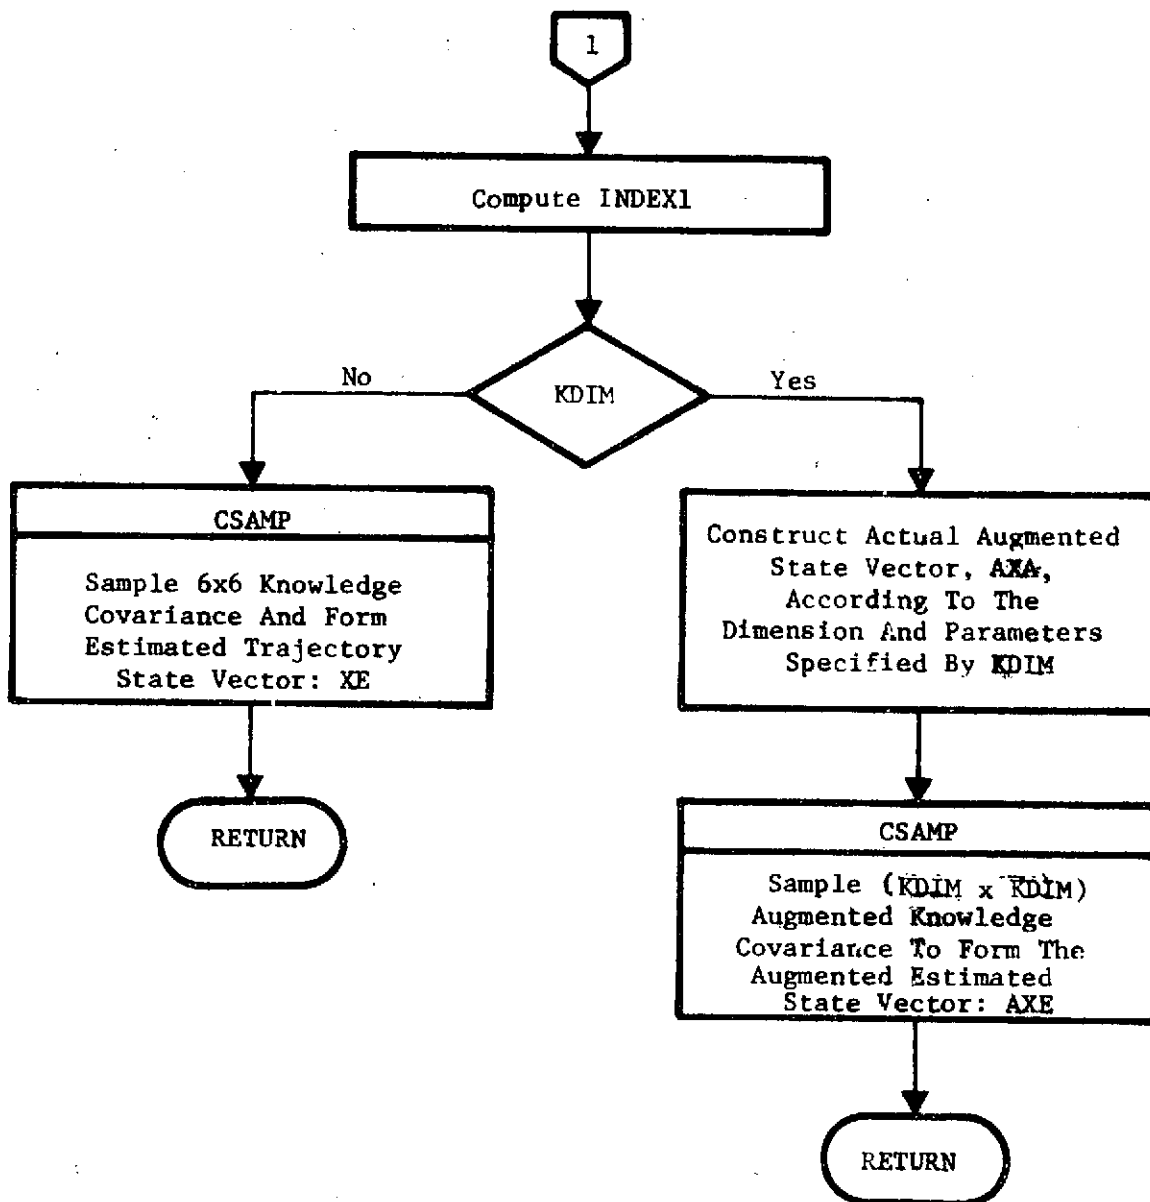 1
Compute INDEX1
KDIM
No
Yes
CSAMP
Sample 6x6 Knowledge
Covariance And Form
Estimated Trajectory
State Vector: XE
RETURN
Construct Actual Augmented
State Vector, AXA,
According To The
Dimension And Parameters
Specified By KDIM
CSAMP
Sample (KDIM x KDIM)
Augmented Knowledge
Covariance To Form The
Augmented Estimated
State Vector: AXE
RETURN